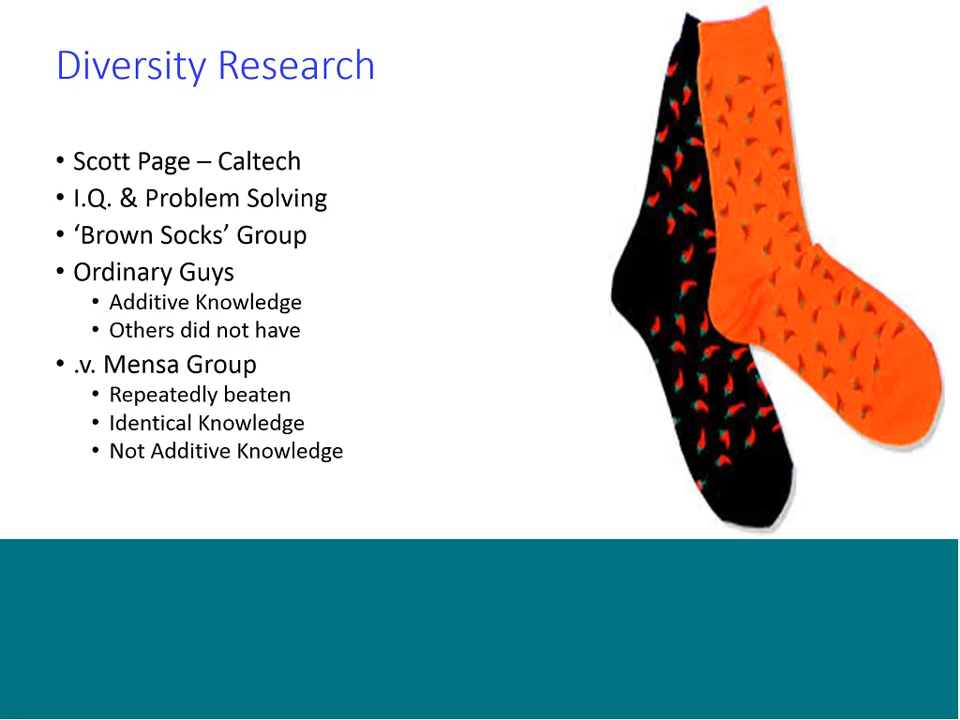 Diversity Research
• Scott Page – Caltech
• I.Q. & Problem Solving
• ‘Brown Socks’ Group
• Ordinary Guys
• Additive Knowledge
• Others did not have
• .v. Mensa Group
• Repeatedly beaten
• Identical Knowledge
• Not Additive Knowledge